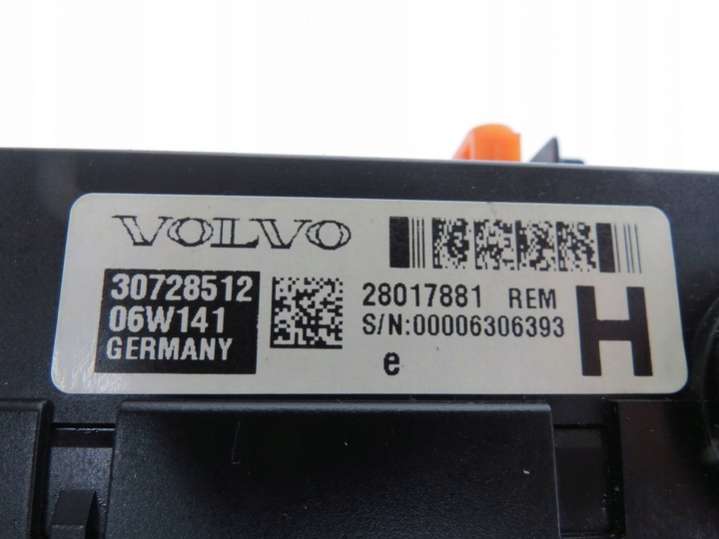 VOLVO
30728512
06W141
GERMANY
28017881 REM
S/N:00006306393
e
H